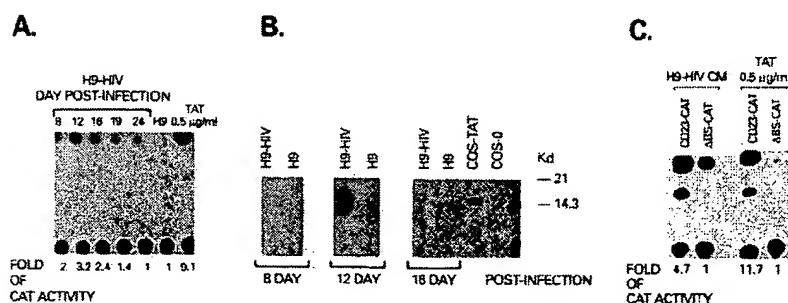 A.
H9-HIV
DAY POST-INFECTION
TAT
8 12 16 19 24 H9 0.5 µg/ml
FOLD OF CAT ACTIVITY
2 3.2 2.4 1.4 1 1 9.1
B.
H9-HIV H9 H9-HIV H9 H9-HIV H9 COS-TAT COS-0
Kd
— 21
— 14.3
8 DAY 12 DAY 18 DAY POST-INFECTION
C.
TAT
H9-HIV CM 0.5 µg/ml
CD23-CAT ΔBS-CAT CD23-CAT ΔBS-CAT
FOLD OF CAT ACTIVITY
4.7 1 11.7 1